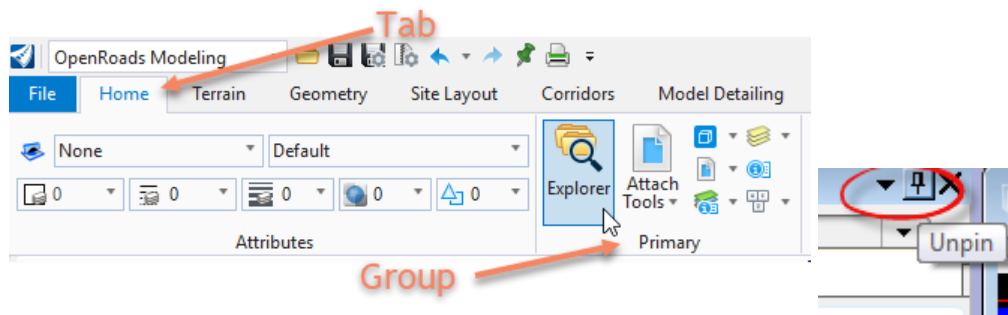 Tab
OpenRoads Modeling
File Home Terrain Geometry Site Layout Corridors Model Detailing
None Default
0 0 0 0 0
Explorer Attach Tools
Attributes Primary
Group
Unpin